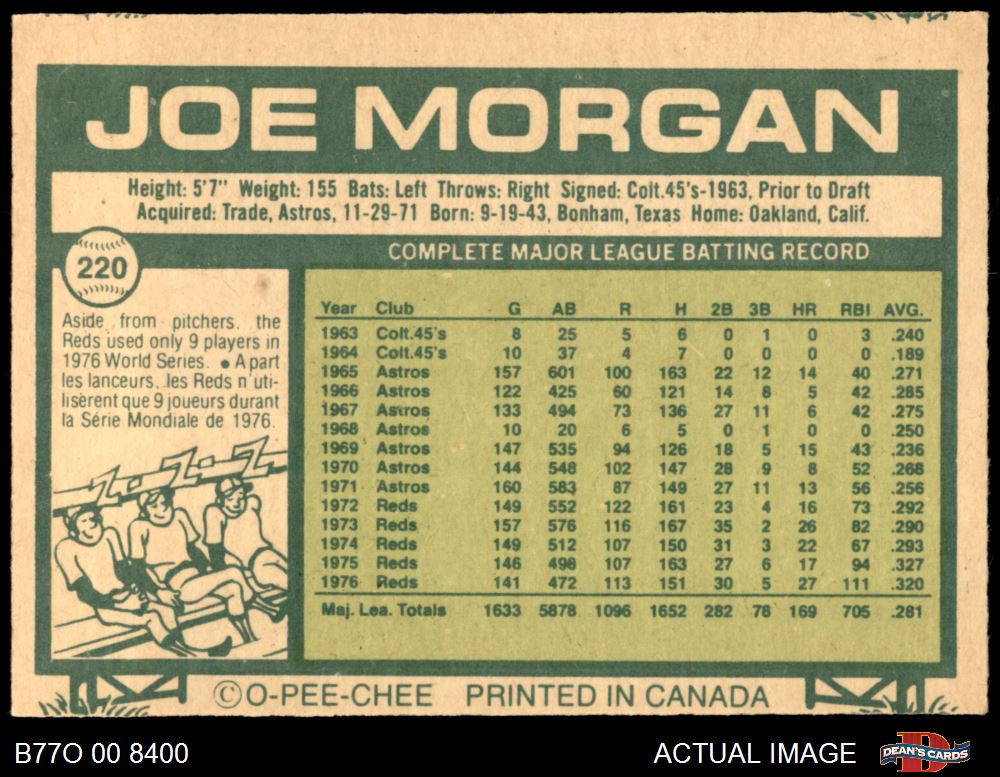 JOE MORGAN
Height: 5'7" Weight: 155 Bats: Left Throws: Right Signed: Colt.45's-1963, Prior to Draft
Acquired: Trade, Astros, 11-29-71 Born: 9-19-43, Bonham, Texas Home: Oakland, Calif.
220
COMPLETE MAJOR LEAGUE BATTING RECORD
Aside from pitchers, the
Reds used only 9 players in
1976 World Series. • A part
les lanceurs, les Reds n'uti-
lisèrent que 9 joueurs durant
la Série Mondiale de 1976.
Z Z Z
Year Club G AB R H 2B 3B HR RBI AVG.
1963 Colt.45's 8 25 5 6 0 1 0 3 .240
1964 Colt.45's 10 37 4 7 0 0 0 0 .189
1965 Astros 157 601 100 163 22 12 14 40 .271
1966 Astros 122 425 60 121 14 8 5 42 .285
1967 Astros 133 494 73 136 27 11 6 42 .275
1968 Astros 10 20 6 5 0 1 0 0 .250
1969 Astros 147 535 94 126 18 5 15 43 .236
1970 Astros 144 548 102 147 28 9 8 52 .268
1971 Astros 160 583 87 149 27 11 13 56 .256
1972 Reds 149 552 122 161 23 4 16 73 .292
1973 Reds 157 576 116 167 35 2 26 82 .290
1974 Reds 149 512 107 150 31 3 22 67 .293
1975 Reds 146 498 107 163 27 6 17 94 .327
1976 Reds 141 472 113 151 30 5 27 111 .320
Maj. Lea. Totals 1633 5878 1096 1652 282 78 169 705 .281
©O-PEE-CHEE PRINTED IN CANADA
B77O 00 8400
ACTUAL IMAGE
D
DEAN'S CARDS